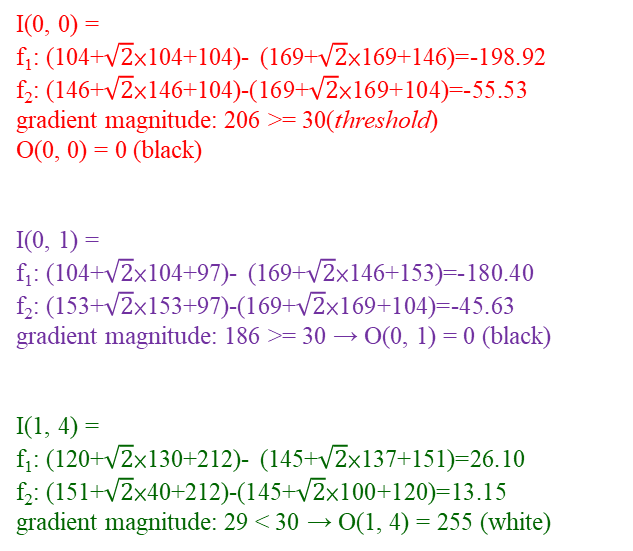 I(0, 0) =
f₁: (104+√2×104+104)- (169+√2×169+146)=-198.92
f₂: (146+√2×146+104)-(169+√2×169+104)=-55.53
gradient magnitude: 206 >= 30(threshold)
O(0, 0) = 0 (black)
I(0, 1) =
f₁: (104+√2×104+97)- (169+√2×146+153)=-180.40
f₂: (153+√2×153+97)-(169+√2×169+104)=-45.63
gradient magnitude: 186 >= 30 → O(0, 1) = 0 (black)
I(1, 4) =
f₁: (120+√2×130+212)- (145+√2×137+151)=26.10
f₂: (151+√2×40+212)-(145+√2×100+120)=13.15
gradient magnitude: 29 < 30 → O(1, 4) = 255 (white)